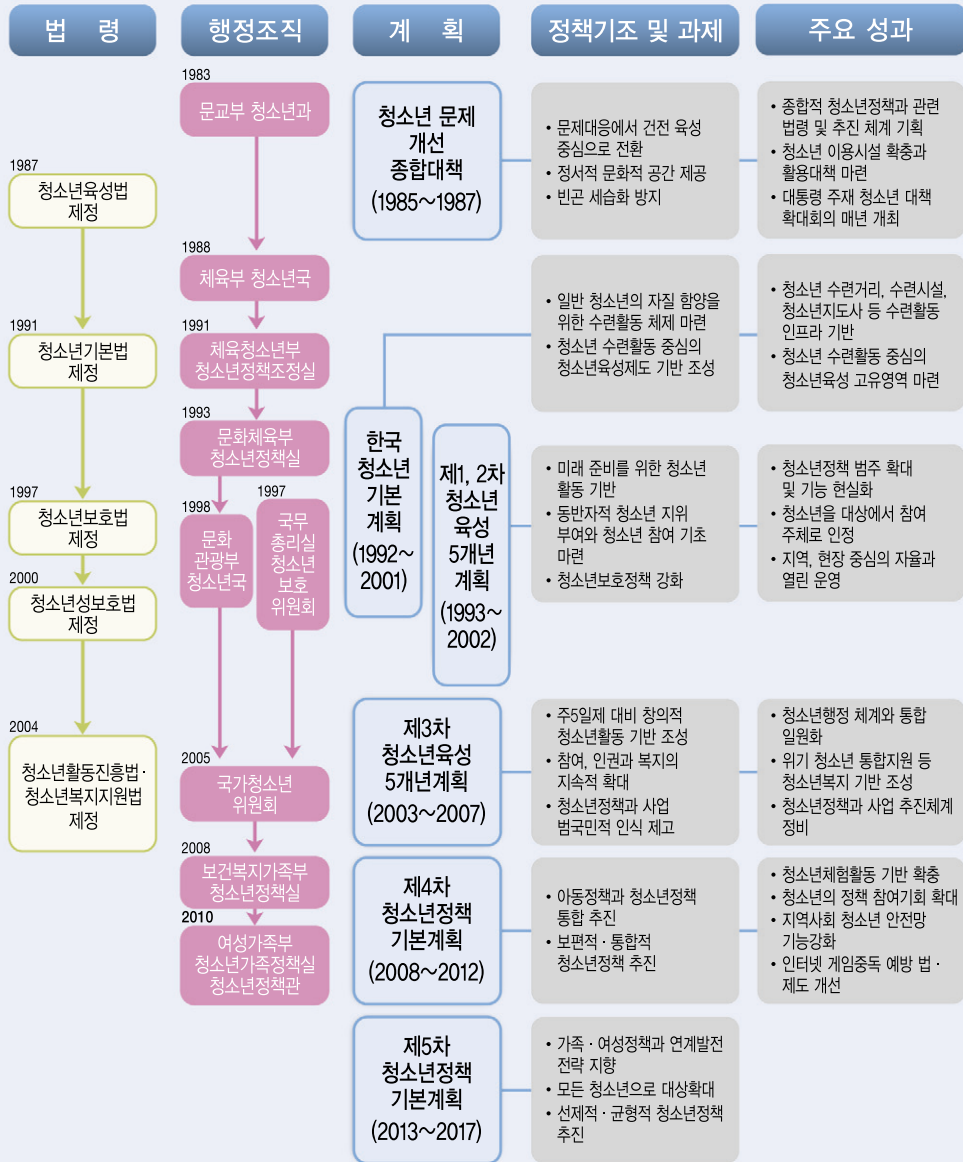 법 령
행정조직
계 획
정책기조 및 과제
주요 성과
1987
청소년육성법
제정
1991
청소년기본법
제정
1997
청소년보호법
제정
2000
청소년성보호법
제정
2004
청소년활동진흥법·
청소년복지지원법
제정
1983
문교부 청소년과
1988
체육부 청소년국
1991
체육청소년부
청소년정책조정실
1993
문화체육부
청소년정책실
1998
문화
관광부
청소년국
1997
국무
총리실
청소년
보호
위원회
2005
국가청소년
위원회
2008
보건복지가족부
청소년정책실
2010
여성가족부
청소년가족정책실
청소년정책관
청소년 문제
개선
종합대책
(1985~1987)
• 문제대응에서 건전 육성
중심으로 전환
• 정서적 문화적 공간 제공
• 빈곤 세습화 방지
• 종합적 청소년정책과 관련
법령 및 추진 체계 기획
• 청소년 이용시설 확충과
활용대책 마련
• 대통령 주재 청소년 대책
확대회의 매년 개최
한국
청소년
기본
계획
(1992~
2001)
• 일반 청소년의 자질 함양을
위한 수련활동 체제 마련
• 청소년 수련활동 중심의
청소년육성제도 기반 조성
• 청소년 수련거리, 수련시설,
청소년지도사 등 수련활동
인프라 기반
• 청소년 수련활동 중심의
청소년육성 고유영역 마련
제1, 2차
청소년
육성
5개년
계획
(1993~
2002)
• 미래 준비를 위한 청소년
활동 기반
• 동반자적 청소년 지위
부여와 청소년 참여 기초
마련
• 청소년보호정책 강화
• 청소년정책 범주 확대
및 기능 현실화
• 청소년을 대상에서 참여
주체로 인정
• 지역, 현장 중심의 자율과
열린 운영
제3차
청소년육성
5개년계획
(2003~2007)
• 주5일제 대비 창의적
청소년활동 기반 조성
• 참여, 인권과 복지의
지속적 확대
• 청소년정책과 사업
범국민적 인식 제고
• 청소년행정 체계와 통합
일원화
• 위기 청소년 통합지원 등
청소년복지 기반 조성
• 청소년정책과 사업 추진체계
정비
제4차
청소년정책
기본계획
(2008~2012)
• 아동정책과 청소년정책
통합 추진
• 보편적·통합적
청소년정책 추진
• 청소년체험활동 기반 확충
• 청소년의 정책 참여기회 확대
• 지역사회 청소년 안전망
기능강화
• 인터넷 게임중독 예방 법·
제도 개선
제5차
청소년정책
기본계획
(2013~2017)
• 가족·여성정책과 연계발전
전략 지향
• 모든 청소년으로 대상확대
• 선제적·균형적 청소년정책
추진